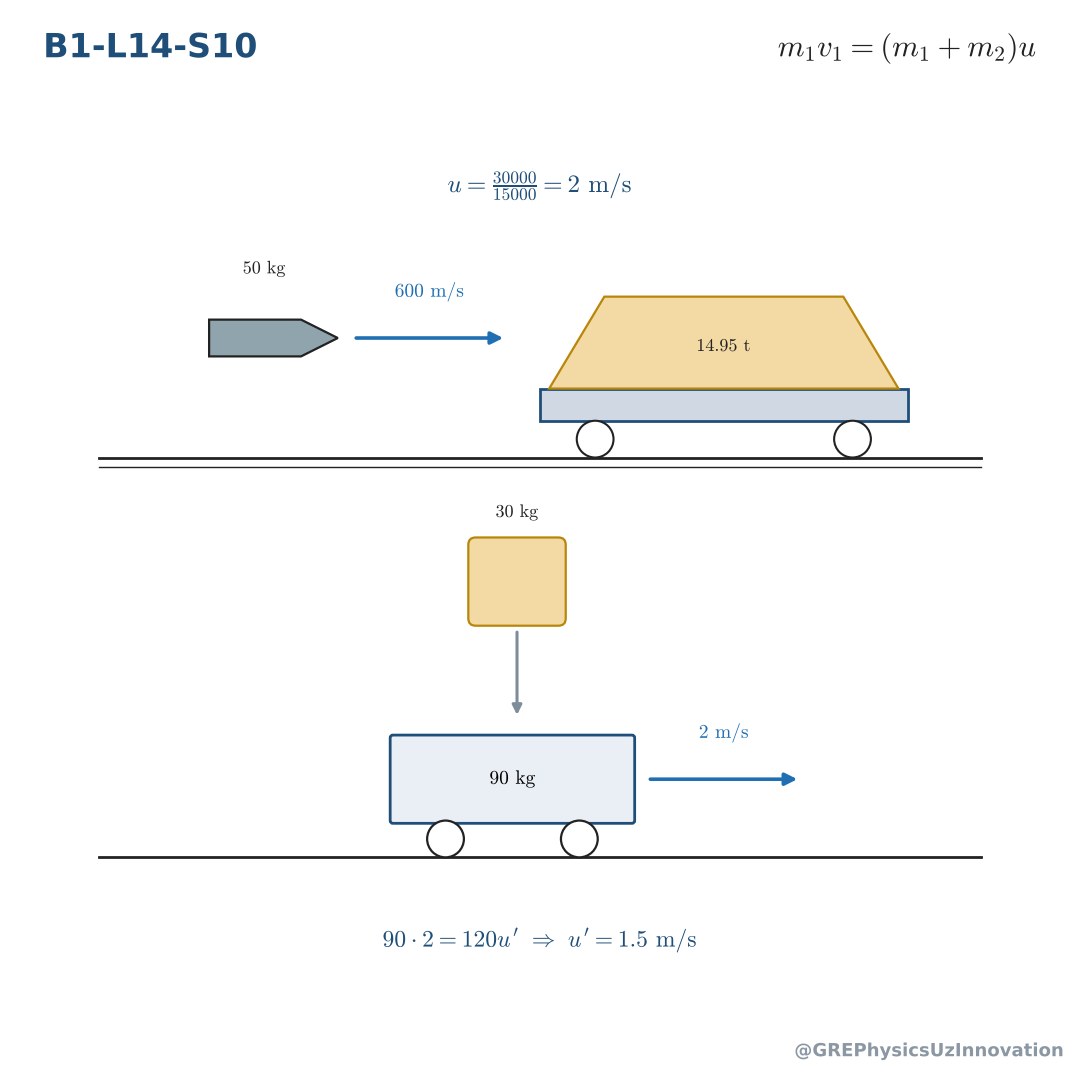 B1-L14-S10
m₁v₁ = (m₁ + m₂)u
u = 30000/15000 = 2 m/s
50 kg
600 m/s
14.95 t
30 kg
2 m/s
90 kg
90 · 2 = 120u′ ⇒ u′ = 1.5 m/s
@GREPhysicsUzInnovation